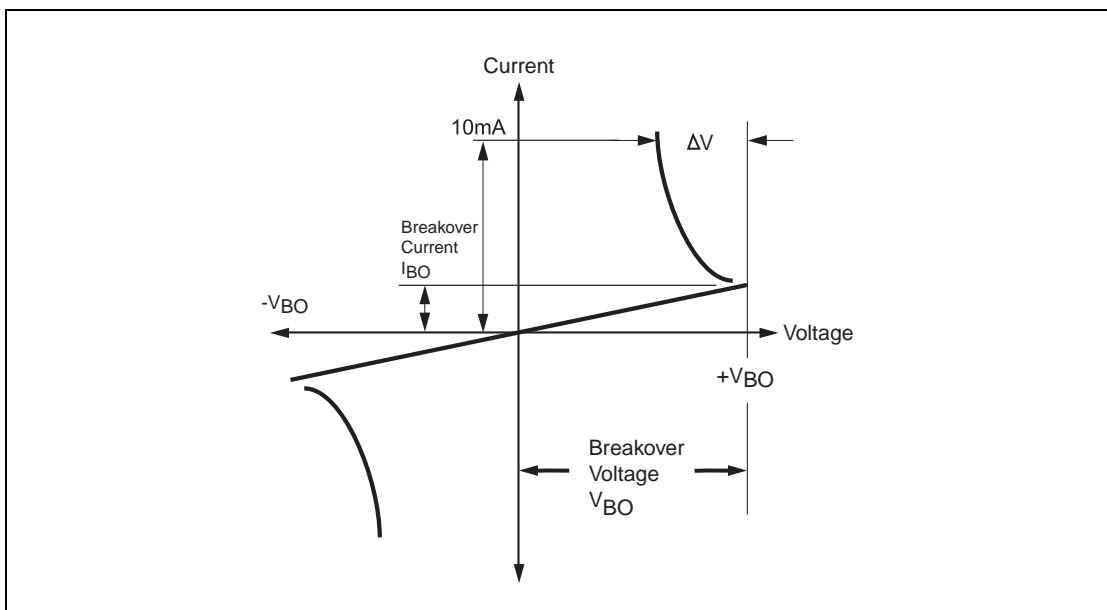 Current
10mA
ΔV
Breakover
Current
IBO
-VBO
Voltage
+VBO
Breakover
Voltage
VBO